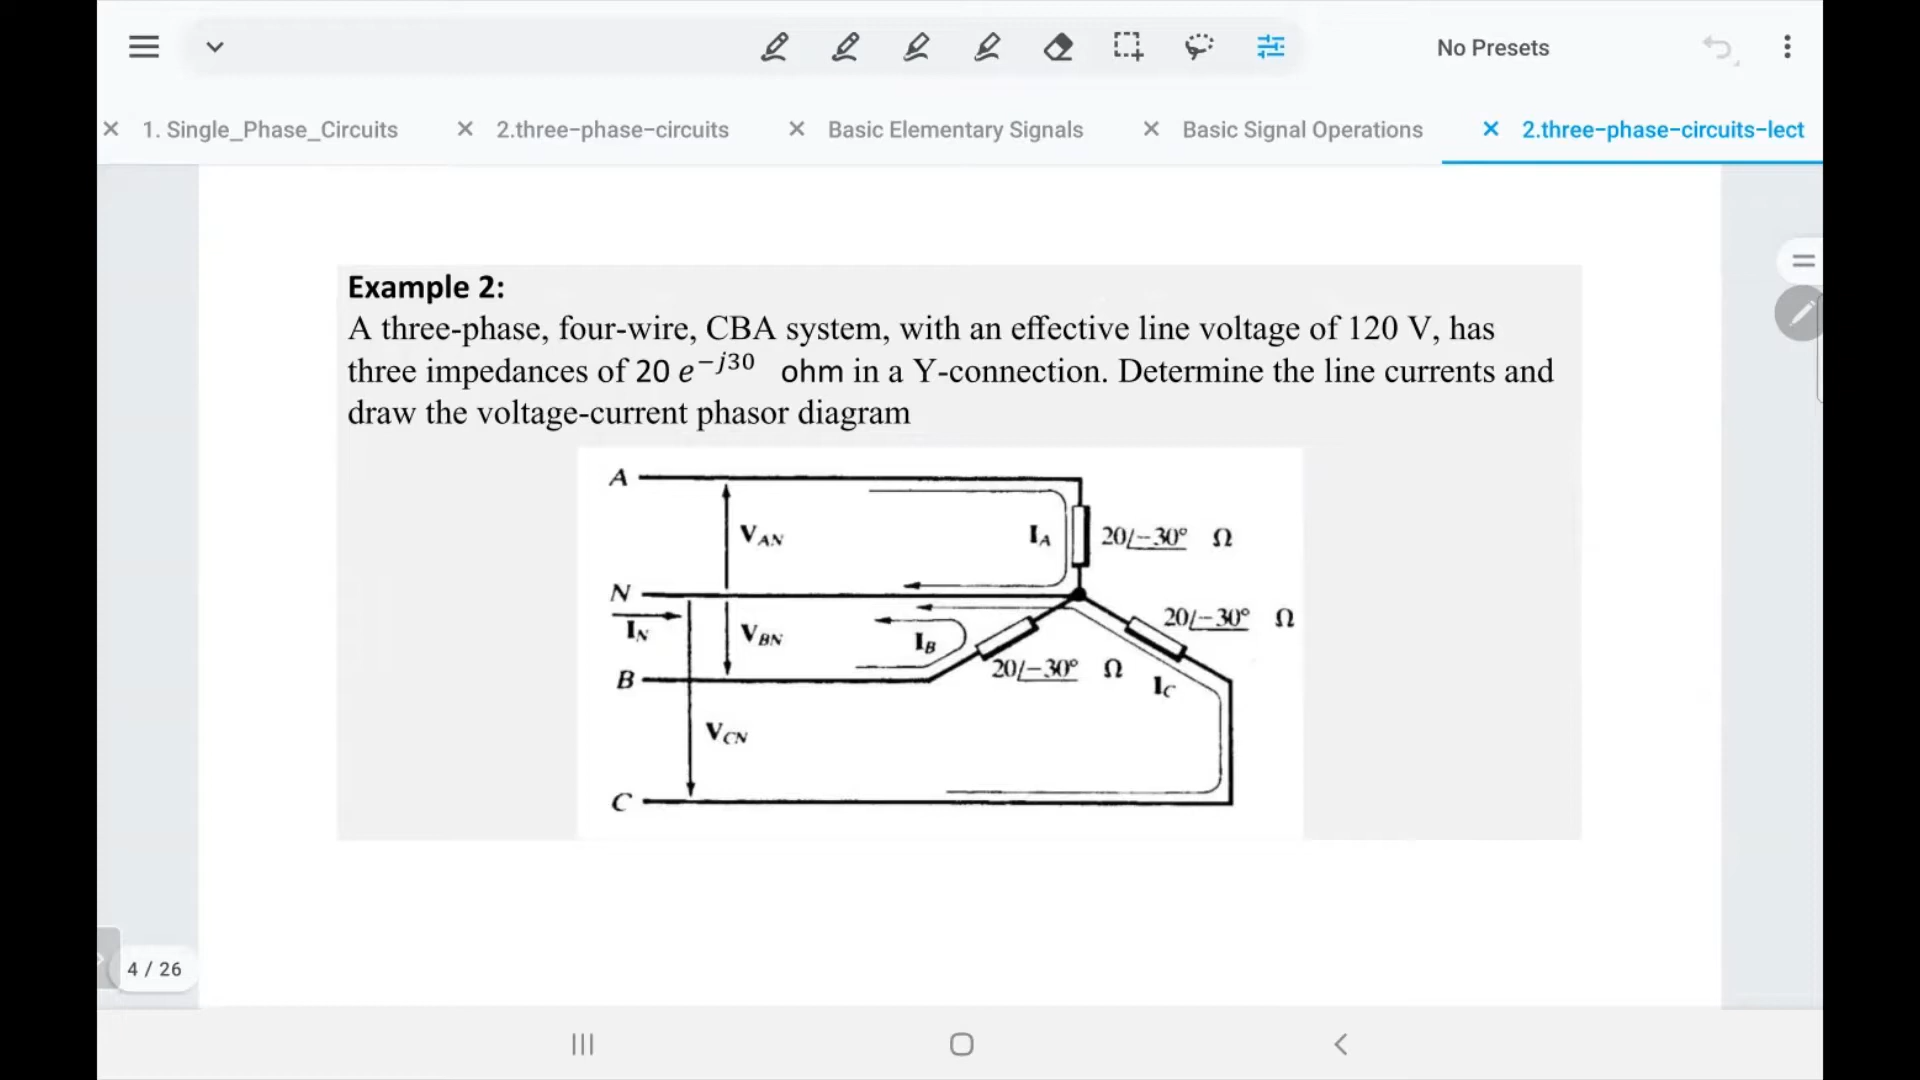 No Presets
1. Single_Phase_Circuits
2.three-phase-circuits
Basic Elementary Signals
Basic Signal Operations
2.three-phase-circuits-lect
Example 2:
A three-phase, four-wire, CBA system, with an effective line voltage of 120 V, has
three impedances of 20 e^{-j30} ohm in a Y-connection. Determine the line currents and
draw the voltage-current phasor diagram
A
V_AN
I_A
20/-30° Ω
N
I_N
V_BN
I_B
20/-30° Ω
20/-30° Ω
B
I_C
V_CN
C
4 / 26